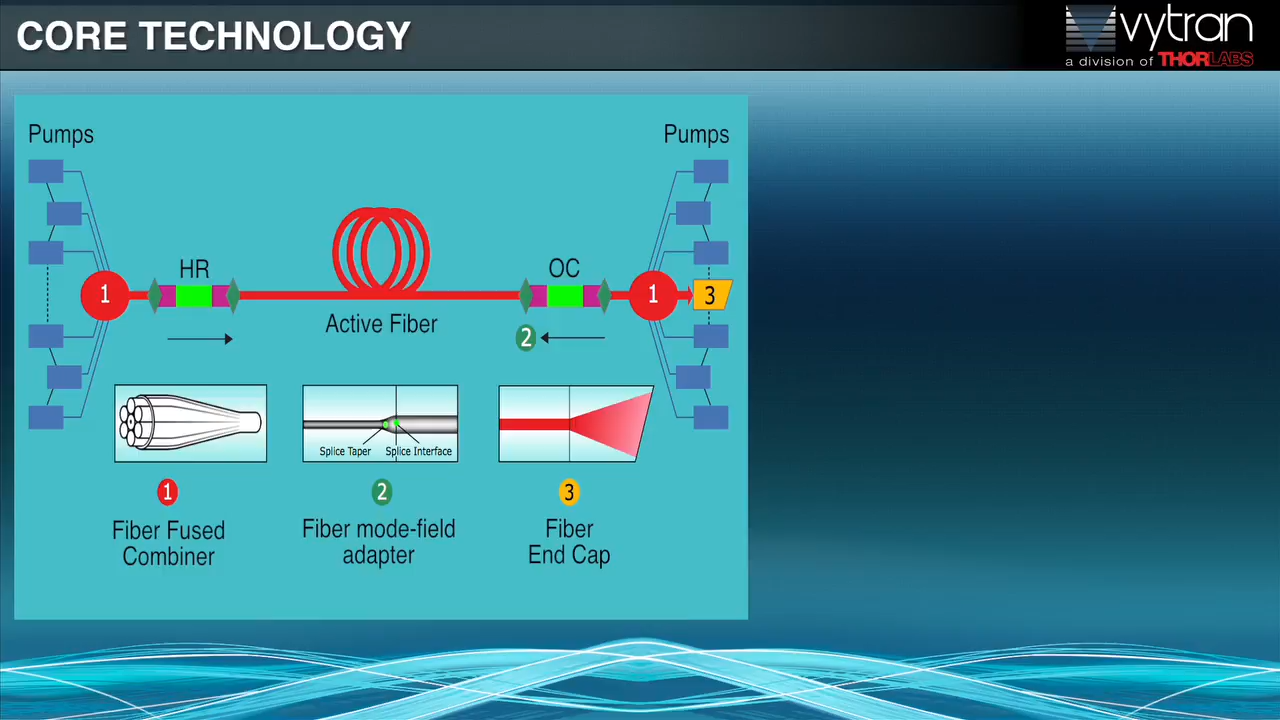 CORE TECHNOLOGY
vytran
a division of THORLABS
Pumps
Pumps
HR
OC
1
1
3
Active Fiber
2
Splice Taper
Splice Interface
1
2
3
Fiber Fused
Combiner
Fiber mode-field
adapter
Fiber
End Cap